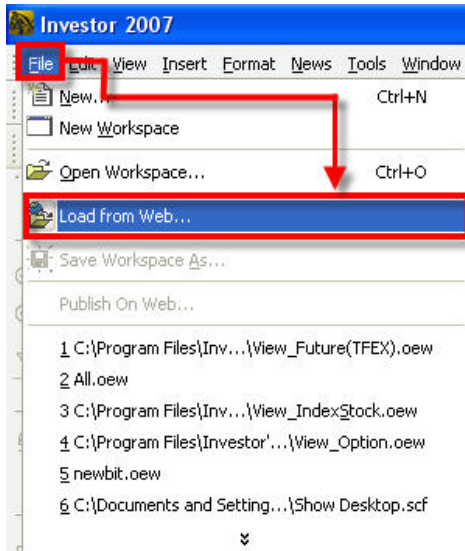 Investor 2007
File Edit View Insert Format News Tools Window
New... Ctrl+N
New Workspace
Open Workspace... Ctrl+O
Load from Web...
Save Workspace As...
Publish On Web...
1 C:\Program Files\Inv...\View_Future(TFEX).oew
2 All.oew
3 C:\Program Files\Inv...\View_IndexStock.oew
4 C:\Program Files\Investor'...\View_Option.oew
5 newbit.oew
6 C:\Documents and Setting...\Show Desktop.scf